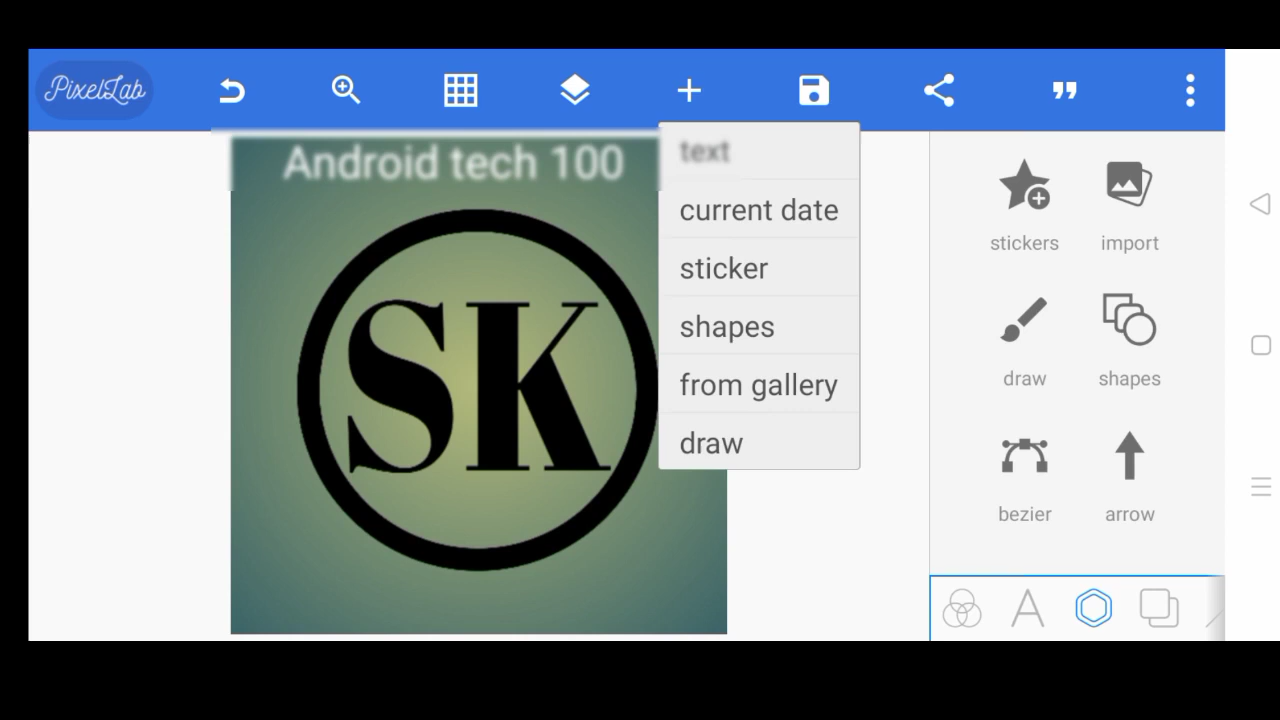 PixelLab
Android tech 100
SK
text
current date
sticker
shapes
from gallery
draw
stickers
import
draw
shapes
bezier
arrow